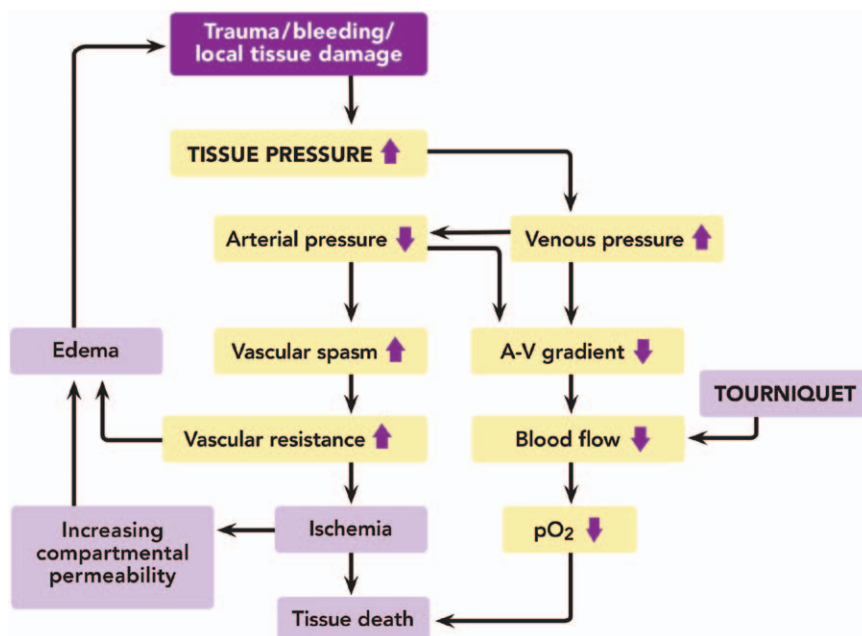 Trauma/bleeding/
local tissue damage
TISSUE PRESSURE
Arterial pressure
Venous pressure
Edema
Vascular spasm
A-V gradient
TOURNIQUET
Vascular resistance
Blood flow
Increasing
compartmental
permeability
Ischemia
pO₂
Tissue death